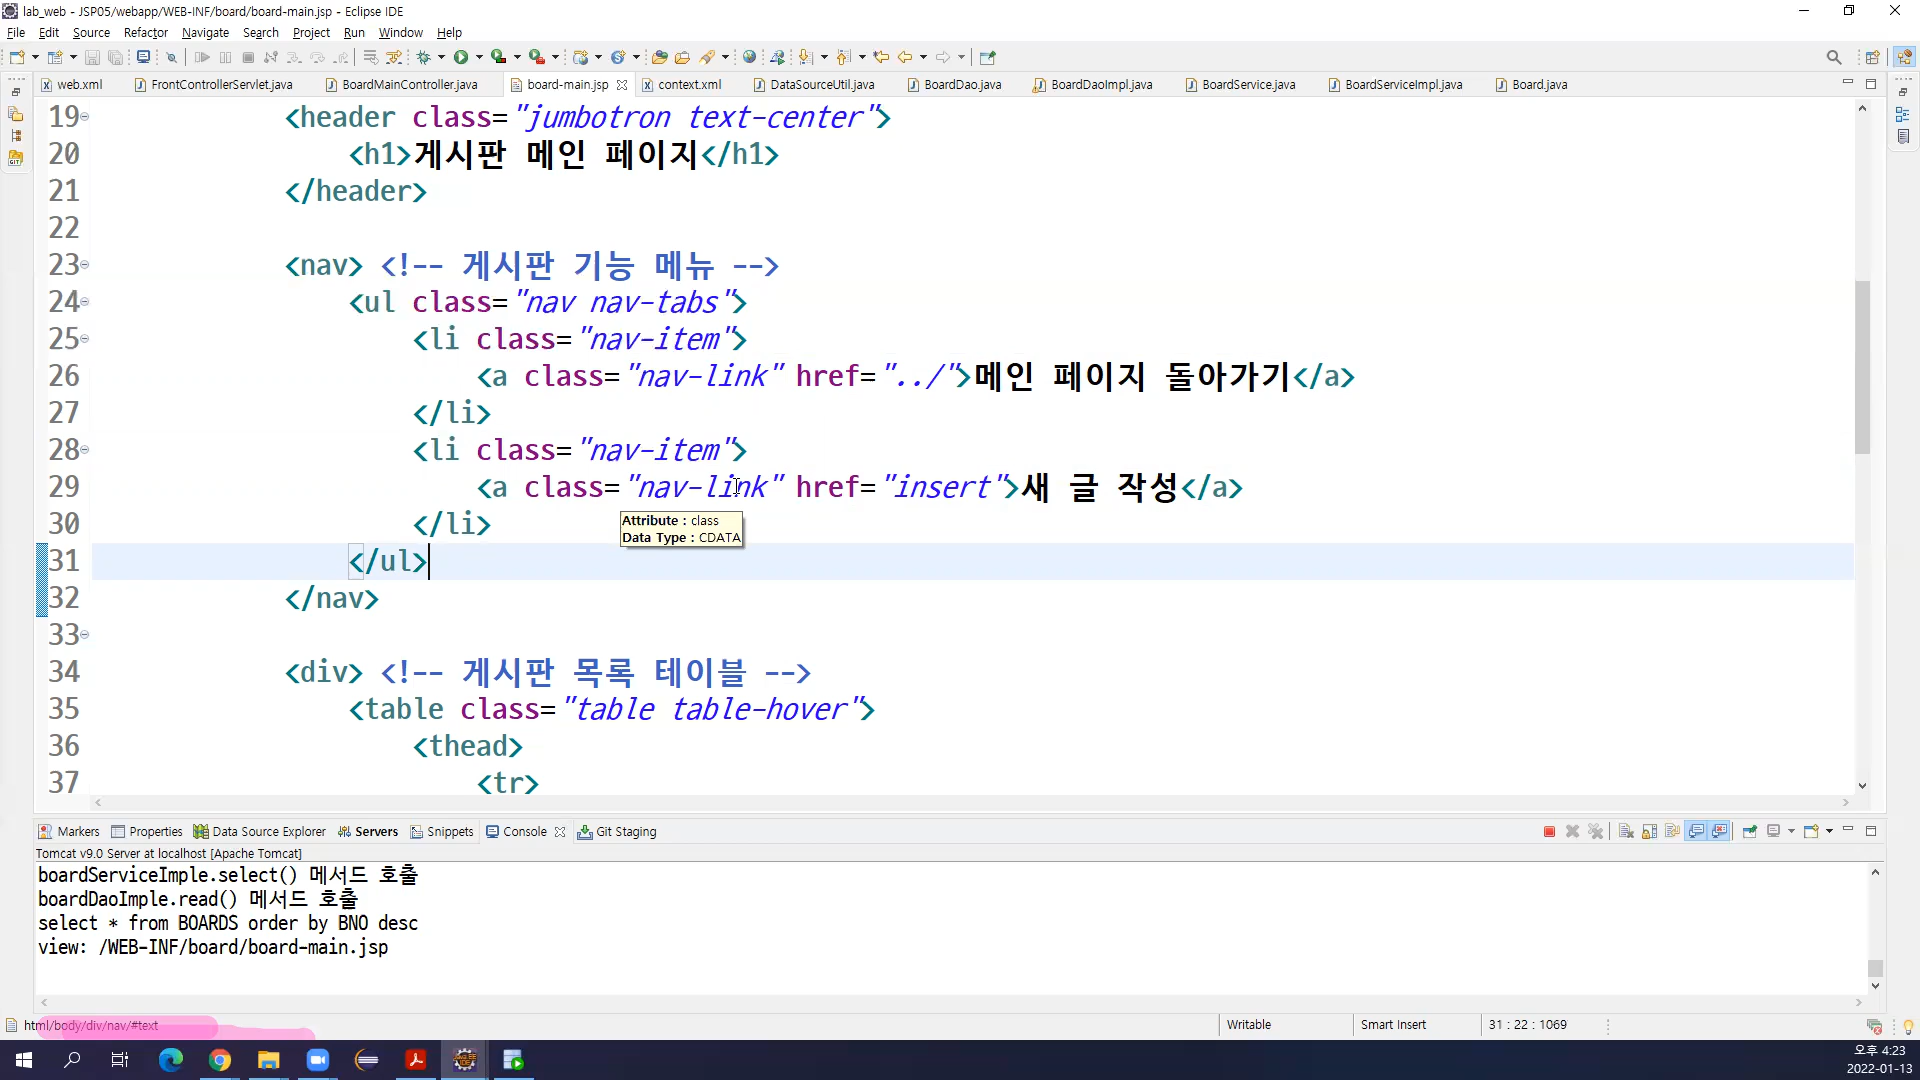 lab_web - JSP05/webapp/WEB-INF/board/board-main.jsp - Eclipse IDE
File Edit Source Refactor Navigate Search Project Run Window Help
web.xml FrontControllerServlet.java BoardMainController.java board-main.jsp context.xml DataSourceUtil.java BoardDao.java BoardDaoImpl.java BoardService.java BoardServiceImpl.java Board.java
19 <header class="jumbotron text-center">
20 <h1>게시판 메인 페이지</h1>
21 </header>
22
23 <nav> <!-- 게시판 기능 메뉴 -->
24 <ul class="nav nav-tabs">
25 <li class="nav-item">
26 <a class="nav-link" href="../">메인 페이지 돌아가기</a>
27 </li>
28 <li class="nav-item">
29 <a class="nav-link" href="insert">새 글 작성</a>
30 </li>
Attribute : class
Data Type : CDATA
31 </ul>
32 </nav>
33
34 <div> <!-- 게시판 목록 테이블 -->
35 <table class="table table-hover">
36 <thead>
37 <tr>
Markers Properties Data Source Explorer Servers Snippets Console Git Staging
Tomcat v9.0 Server at localhost [Apache Tomcat]
boardServiceImple.select() 메서드 호출
boardDaoImple.read() 메서드 호출
select * from BOARDS order by BNO desc
view: /WEB-INF/board/board-main.jsp
html/body/div/nav/#text Writable Smart Insert 31 : 22 : 1069
오후 4:23
2022-01-13